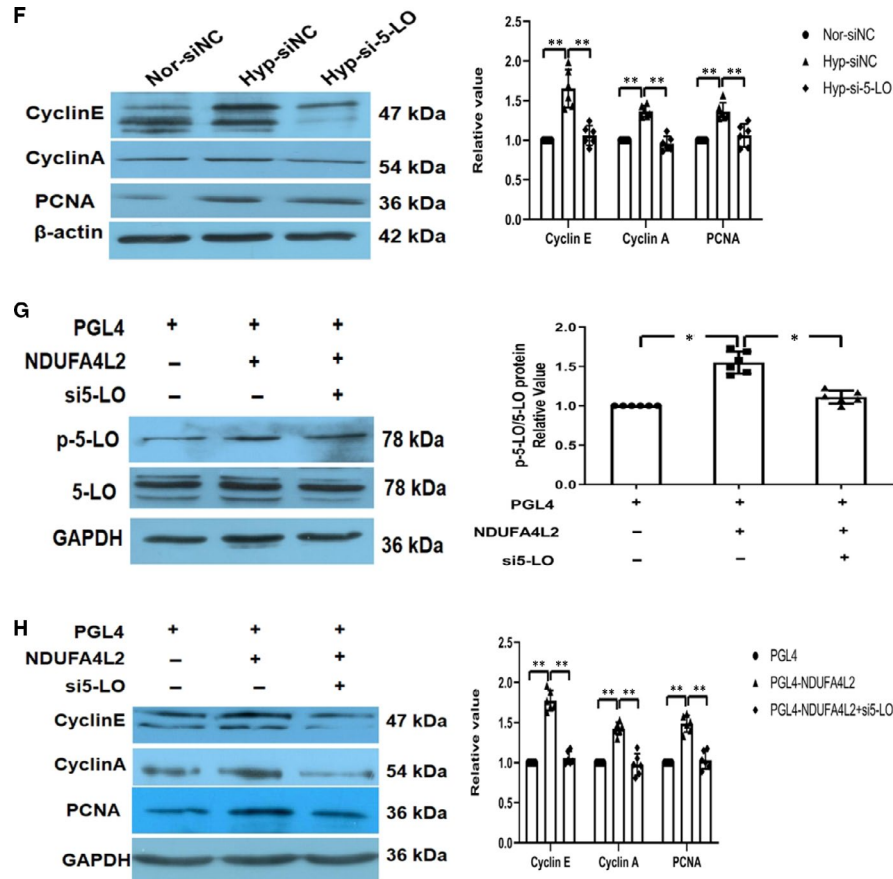 F
Nor-siNC
Hyp-siNC
Hyp-si-5-LO
CyclinE
47 kDa
CyclinA
54 kDa
PCNA
36 kDa
β-actin
42 kDa
Relative value
2.5
2.0
1.5
1.0
0.5
0.0
** ** ** ** ** **
Cyclin E Cyclin A PCNA
Nor-siNC
Hyp-siNC
Hyp-si-5-LO
G
PGL4 + + +
NDUFA4L2 – + +
si5-LO – – +
p-5-LO
78 kDa
5-LO
78 kDa
GAPDH
36 kDa
p-5-LO/5-LO protein
Relative Value
2.0
1.5
1.0
0.5
0.0
* *
PGL4 + + +
NDUFA4L2 – + +
si5-LO – – +
H
PGL4 + + +
NDUFA4L2 – + +
si5-LO – – +
CyclinE
47 kDa
CyclinA
54 kDa
PCNA
36 kDa
GAPDH
36 kDa
Relative value
2.5
2.0
1.5
1.0
0.5
0.0
** ** ** ** ** **
Cyclin E Cyclin A PCNA
PGL4
PGL4-NDUFA4L2
PGL4-NDUFA4L2+si5-LO